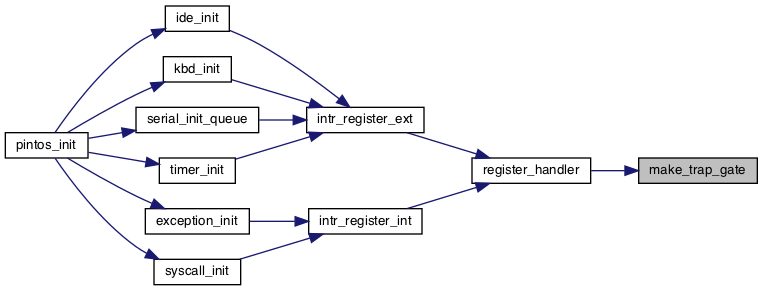 ide_init
kbd_init
serial_init_queue
intr_register_ext
pintos_init
timer_init
register_handler
make_trap_gate
exception_init
intr_register_int
syscall_init